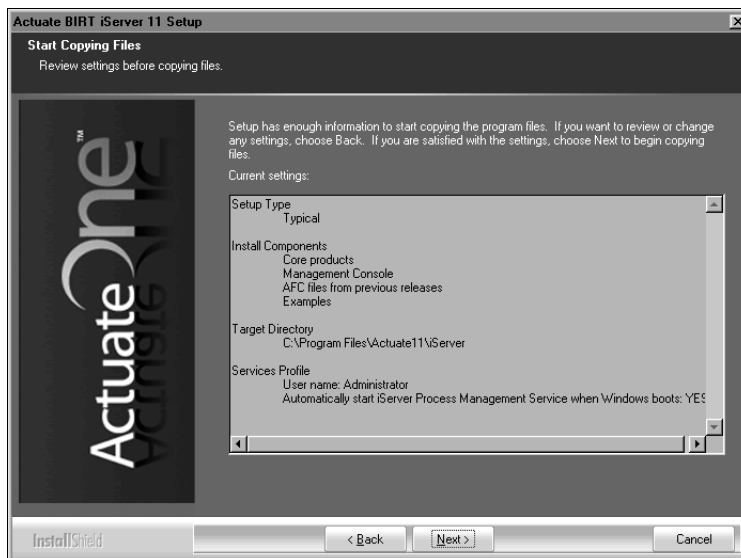 Actuate BIRT iServer 11 Setup
Start Copying Files
Review settings before copying files.
Actuate One™
Setup has enough information to start copying the program files. If you want to review or change
any settings, choose Back. If you are satisfied with the settings, choose Next to begin copying
files.
Current settings:
Setup Type
Typical
Install Components
Core products
Management Console
AFC files from previous releases
Examples
Target Directory
C:\Program Files\Actuate11\iServer
Services Profile
User name: Administrator
Automatically start iServer Process Management Service when Windows boots: YES
InstallShield
< Back
Next >
Cancel